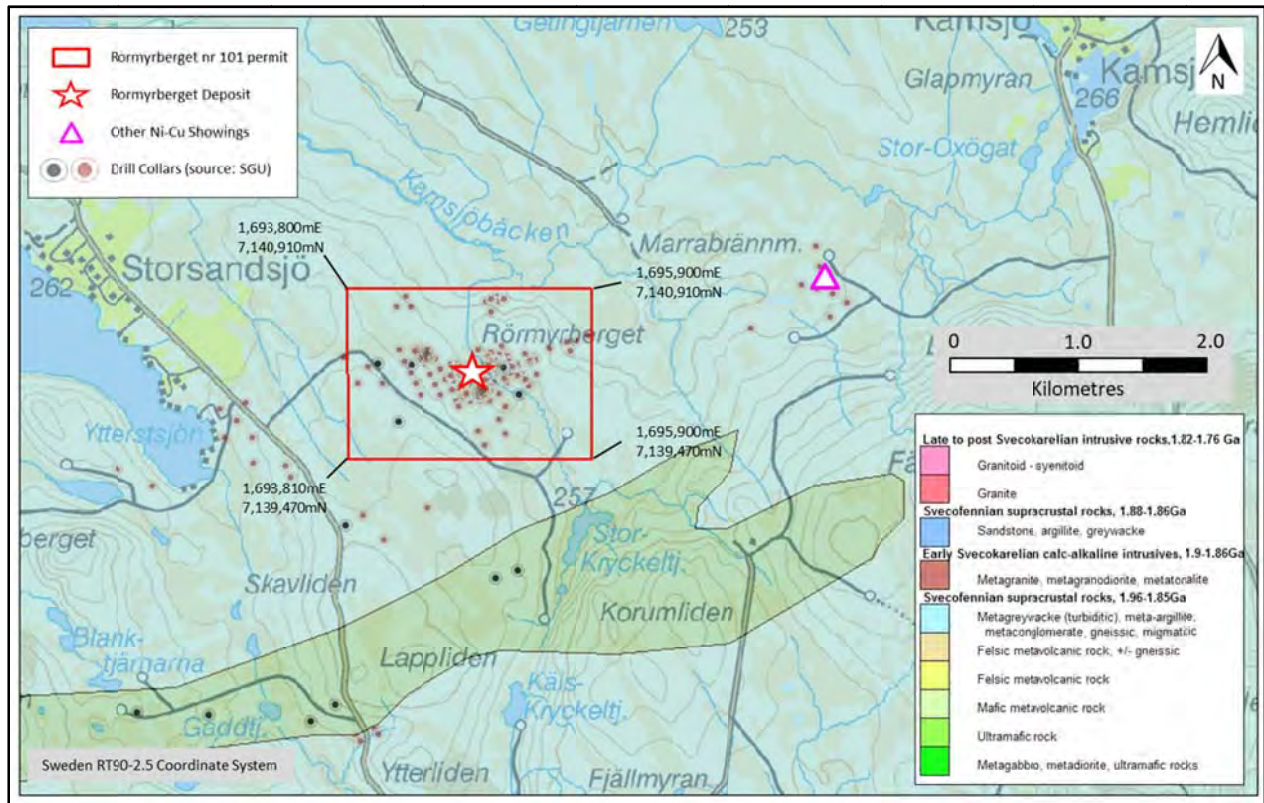 Rormyrberget nr 101 permit
Rormyrberget Deposit
Other Ni-Cu Showings
Drill Collars (source: SGU)
Getingtjärnen
253
Kamsjö
Glapmyran
Kamsj
266
N
Hemli
Stor-Oxögat
Kamsjöbäcken
1,693,800mE
7,140,910mN
Marrabrännm.
Storsandsjö
262
1,695,900mE
7,140,910mN
Rörmyrberget
0 1.0 2.0
Kilometres
Ytterstsjön
1,695,900mE
7,139,470mN
1,693,810mE
7,139,470mN
257
berget
Stor-
Kryckeltj.
Skavliden
Korumliden
Blank-
tjärnarna
Lappliden
Käls-
Kryckeltj.
Gäddtj.
Ytterliden
Fjällmyran
Sweden RT90-2.5 Coordinate System
Late to post Svecokarelian intrusive rocks,1.82-1.76 Ga
Granitoid - syenitoid
Granite
Svecofennian supracrustal rocks, 1.88-1.86Ga
Sandstone, argillite, greywacke
Early Svecokarelian calc-alkaline intrusives, 1.9-1.86Ga
Metagranite, metagranodiorite, metatonalite
Svecofennian supracrustal rocks, 1.96-1.85Ga
Metagreywacke (turbiditic), meta-argillite,
metaconglomerate, gneissic, migmatitic
Felsic metavolcanic rock, +/- gneissic
Felsic metavolcanic rock
Mafic metavolcanic rock
Ultramafic rock
Metagabbio, metadiorite, ultramafic rocks